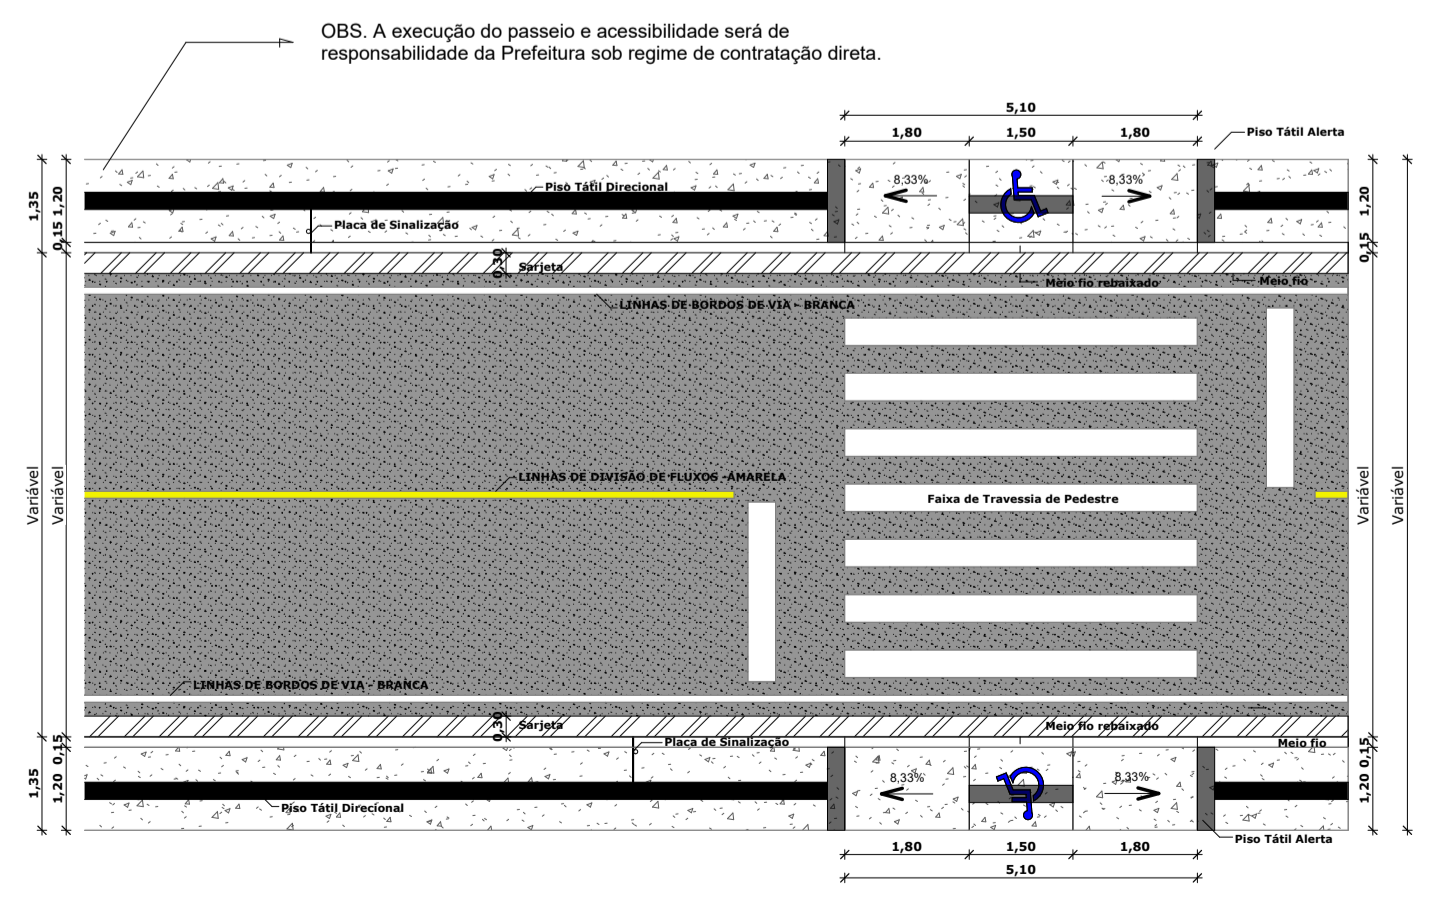 OBS. A execução do passeio e acessibilidade será de
responsabilidade da Prefeitura sob regime de contratação direta.
5,10
1,80
1,50
1,80
Piso Tátil Alerta
1,35
1,20
0,15
Piso Tátil Direcional
Placa de Sinalização
8,33%
8,33%
1,20
0,15
0,30
Sarjeta
Meio fio rebaixado
Meio fio
LINHAS DE BORDOS DE VIA - BRANCA
Variável
Variável
LINHAS DE DIVISÃO DE FLUXOS -AMARELA
Faixa de Travessia de Pedestre
Variável
Variável
LINHAS DE BORDOS DE VIA - BRANCA
0,30
Sarjeta
Meio fio rebaixado
Placa de Sinalização
Meio fio
1,35
0,15
1,20
Piso Tátil Direcional
8,33%
8,33%
0,15
1,20
Piso Tátil Alerta
1,80
1,50
1,80
5,10